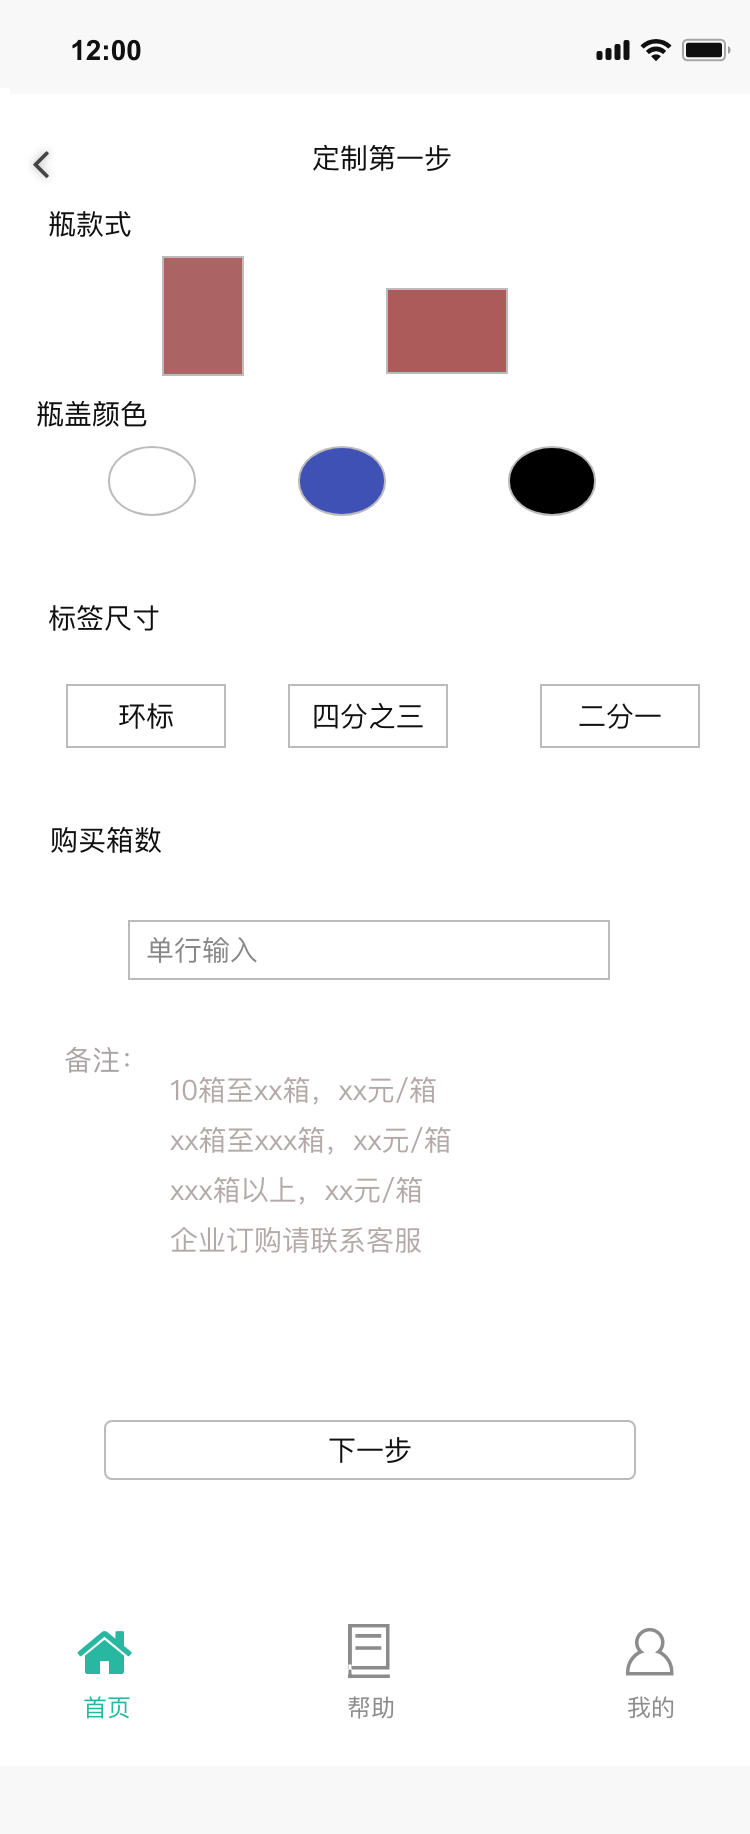 12:00
定制第一步
瓶款式
瓶盖颜色
标签尺寸
环标 四分之三 二分一
购买箱数
单行输入
备注：
10箱至xx箱，xx元/箱
xx箱至xxx箱，xx元/箱
xxx箱以上，xx元/箱
企业订购请联系客服
下一步
首页 帮助 我的